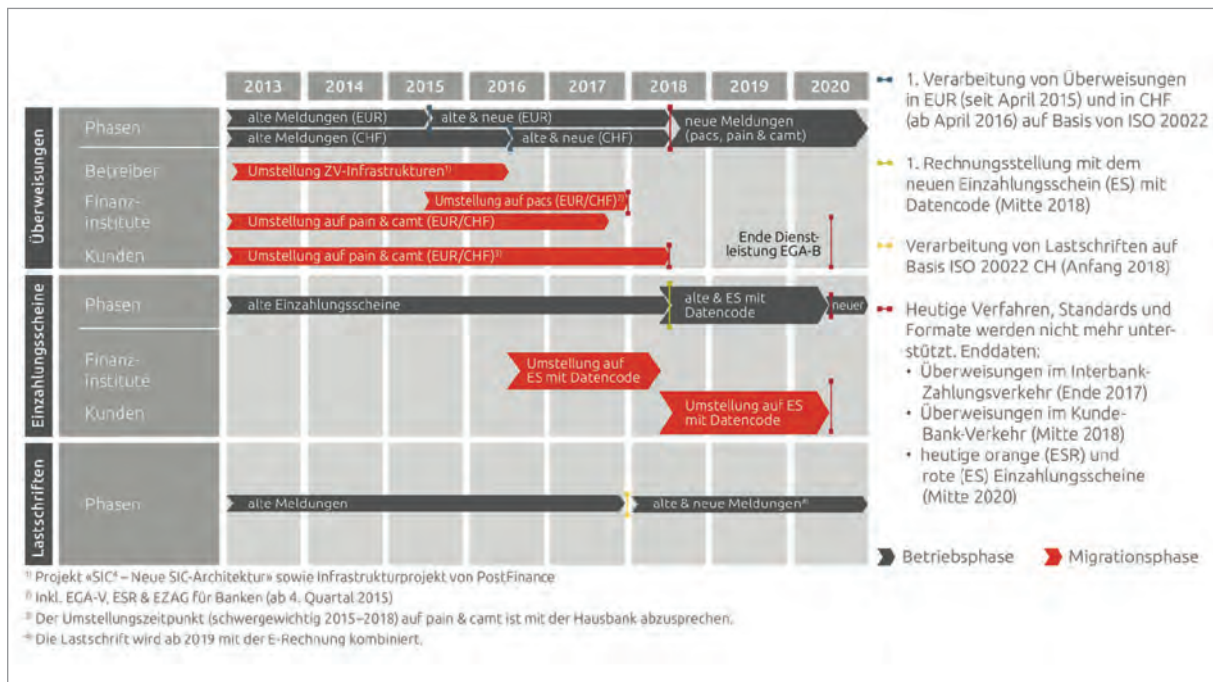 2013 2014 2015 2016 2017 2018 2019 2020
Überweisungen
Phasen
alte Meldungen (EUR)
alte & neue (EUR)
alte Meldungen (CHF)
alte & neue (CHF)
neue Meldungen
(pacs, pain & camt)
Betreiber
Umstellung ZV-Infrastrukturen¹⁾
Finanz-
institute
Umstellung auf pacs (EUR/CHF)²⁾
Umstellung auf pain & camt (EUR/CHF)
Kunden
Umstellung auf pain & camt (EUR/CHF)³⁾
Ende Dienst-
leistung EGA-B
Einzahlungsscheine
Phasen
alte Einzahlungsscheine
alte & ES mit
Datencode
neuer
Finanz-
institute
Umstellung auf
ES mit Datencode
Kunden
Umstellung auf ES
mit Datencode
Lastschriften
Phasen
alte Meldungen
alte & neue Meldungen⁴⁾
1. Verarbeitung von Überweisungen
in EUR (seit April 2015) und in CHF
(ab April 2016) auf Basis von ISO 20022
1. Rechnungsstellung mit dem
neuen Einzahlungsschein (ES) mit
Datencode (Mitte 2018)
Verarbeitung von Lastschriften auf
Basis ISO 20022 CH (Anfang 2018)
Heutige Verfahren, Standards und
Formate werden nicht mehr unter-
stützt. Enddaten:
• Überweisungen im Interbank-
Zahlungsverkehr (Ende 2017)
• Überweisungen im Kunde-
Bank-Verkehr (Mitte 2018)
• heutige orange (ESR) und
rote (ES) Einzahlungsscheine
(Mitte 2020)
Betriebsphase
Migrationsphase
¹⁾ Projekt «SIC⁴ – Neue SIC-Architektur» sowie Infrastrukturprojekt von PostFinance
²⁾ Inkl. EGA-V, ESR & EZAG für Banken (ab 4. Quartal 2015)
³⁾ Der Umstellungszeitpunkt (schwergewichtig 2015–2018) auf pain & camt ist mit der Hausbank abzusprechen.
⁴⁾ Die Lastschrift wird ab 2019 mit der E-Rechnung kombiniert.